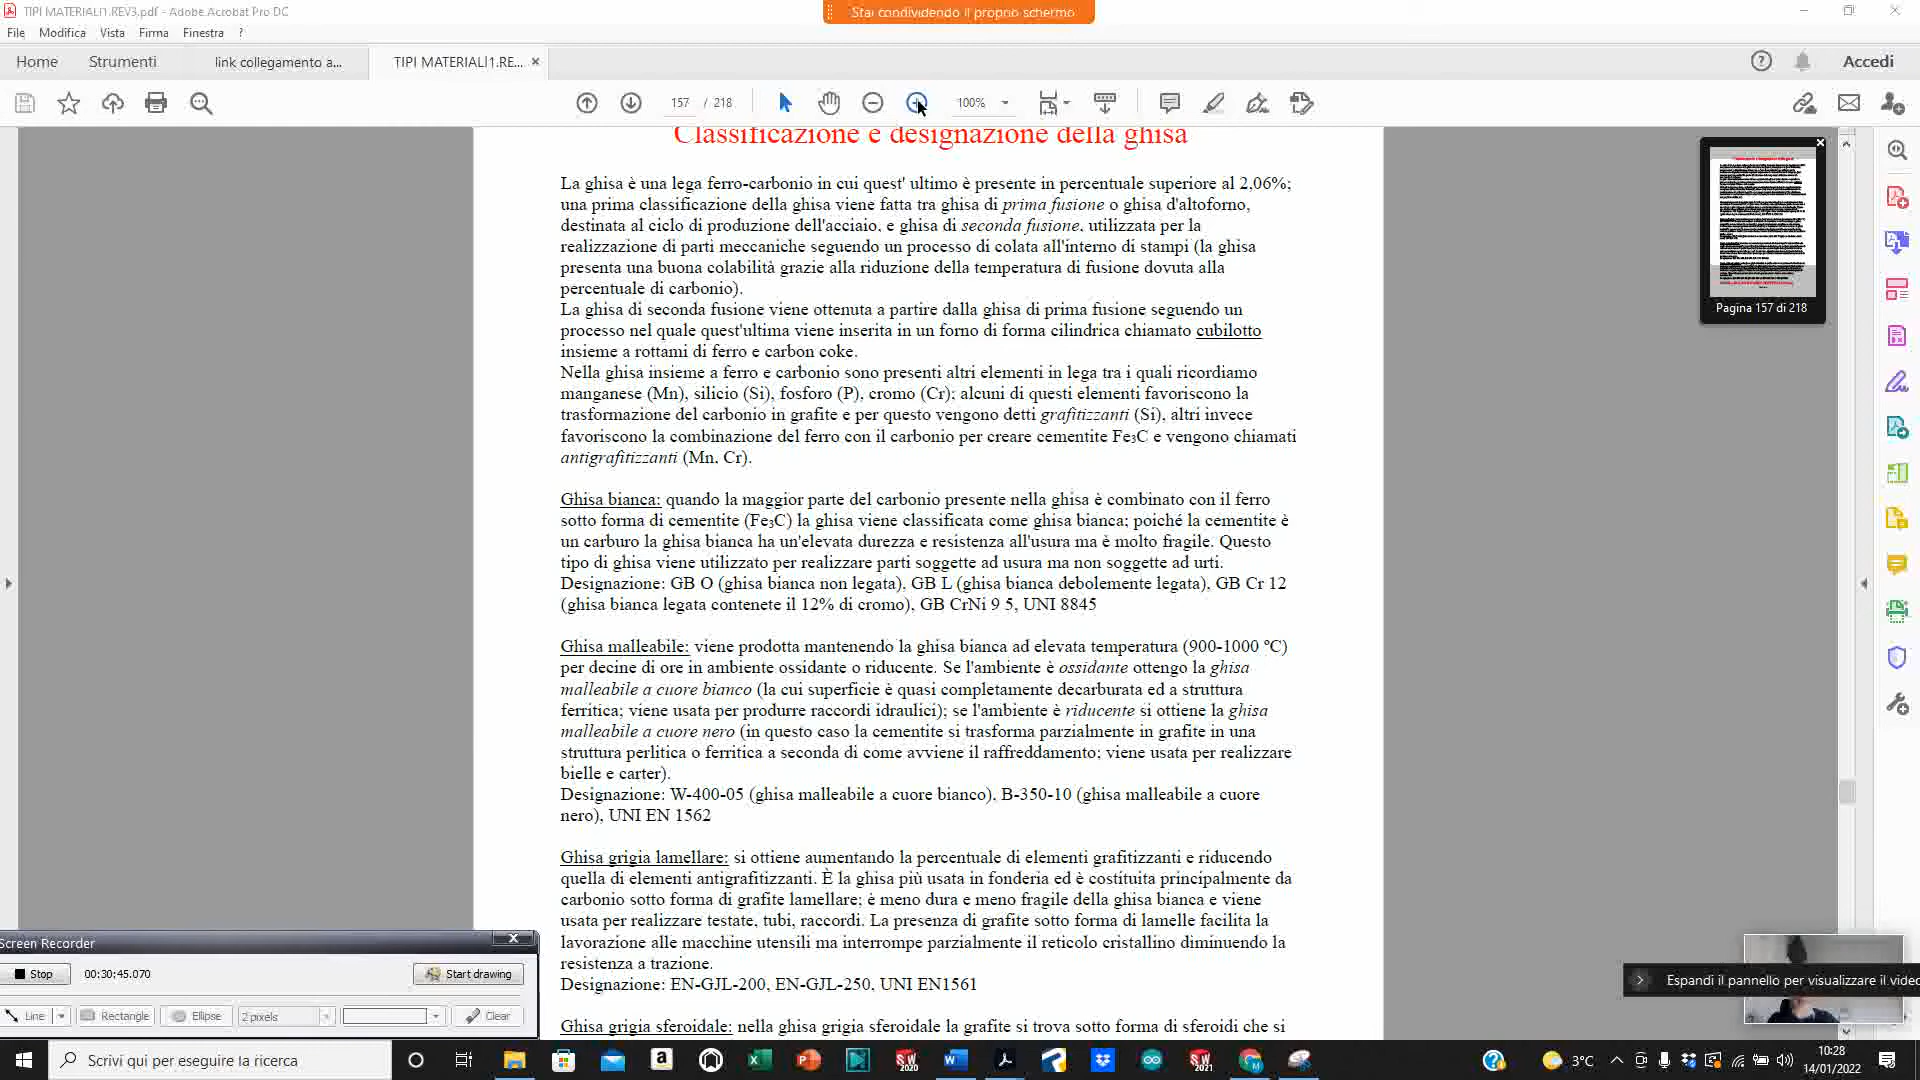 TIPI MATERIALI1.REV3.pdf - Adobe Acrobat Pro DC
Stai condividendo il proprio schermo
File Modifica Vista Firma Finestra ?
Home Strumenti link collegamento a... TIPI MATERIALI1.RE... × Accedi
157 / 218 100%
Classificazione e designazione della ghisa
La ghisa è una lega ferro-carbonio in cui quest' ultimo è presente in percentuale superiore al 2,06%;
una prima classificazione della ghisa viene fatta tra ghisa di prima fusione o ghisa d'altoforno,
destinata al ciclo di produzione dell'acciaio, e ghisa di seconda fusione, utilizzata per la
realizzazione di parti meccaniche seguendo un processo di colata all'interno di stampi (la ghisa
presenta una buona colabilità grazie alla riduzione della temperatura di fusione dovuta alla
percentuale di carbonio).
La ghisa di seconda fusione viene ottenuta a partire dalla ghisa di prima fusione seguendo un
processo nel quale quest'ultima viene inserita in un forno di forma cilindrica chiamato cubilotto
insieme a rottami di ferro e carbon coke.
Nella ghisa insieme a ferro e carbonio sono presenti altri elementi in lega tra i quali ricordiamo
manganese (Mn), silicio (Si), fosforo (P), cromo (Cr); alcuni di questi elementi favoriscono la
trasformazione del carbonio in grafite e per questo vengono detti grafitizzanti (Si), altri invece
favoriscono la combinazione del ferro con il carbonio per creare cementite Fe₃C e vengono chiamati
antigrafitizzanti (Mn, Cr).
Ghisa bianca: quando la maggior parte del carbonio presente nella ghisa è combinato con il ferro
sotto forma di cementite (Fe₃C) la ghisa viene classificata come ghisa bianca; poiché la cementite è
un carburo la ghisa bianca ha un'elevata durezza e resistenza all'usura ma è molto fragile. Questo
tipo di ghisa viene utilizzato per realizzare parti soggette ad usura ma non soggette ad urti.
Designazione: GB O (ghisa bianca non legata), GB L (ghisa bianca debolemente legata), GB Cr 12
(ghisa bianca legata contenete il 12% di cromo), GB CrNi 9 5, UNI 8845
Ghisa malleabile: viene prodotta mantenendo la ghisa bianca ad elevata temperatura (900-1000 °C)
per decine di ore in ambiente ossidante o riducente. Se l'ambiente è ossidante ottengo la ghisa
malleabile a cuore bianco (la cui superficie è quasi completamente decarburata ed a struttura
ferritica; viene usata per produrre raccordi idraulici); se l'ambiente è riducente si ottiene la ghisa
malleabile a cuore nero (in questo caso la cementite si trasforma parzialmente in grafite in una
struttura perlitica o ferritica a seconda di come avviene il raffreddamento; viene usata per realizzare
bielle e carter).
Designazione: W-400-05 (ghisa malleabile a cuore bianco), B-350-10 (ghisa malleabile a cuore
nero), UNI EN 1562
Ghisa grigia lamellare: si ottiene aumentando la percentuale di elementi grafitizzanti e riducendo
quella di elementi antigrafitizzanti. È la ghisa più usata in fonderia ed è costituita principalmente da
carbonio sotto forma di grafite lamellare; è meno dura e meno fragile della ghisa bianca e viene
usata per realizzare testate, tubi, raccordi. La presenza di grafite sotto forma di lamelle facilita la
lavorazione alle macchine utensili ma interrompe parzialmente il reticolo cristallino diminuendo la
resistenza a trazione.
Designazione: EN-GJL-200, EN-GJL-250, UNI EN1561
Ghisa grigia sferoidale: nella ghisa grigia sferoidale la grafite si trova sotto forma di sferoidi che si
Pagina 157 di 218
Screen Recorder
Stop 00:30:45.070 Start drawing
Line Rectangle Ellipse 2 pixels Clear
Espandi il pannello per visualizzare il video
Scrivi qui per eseguire la ricerca
3°C
10:28
14/01/2022